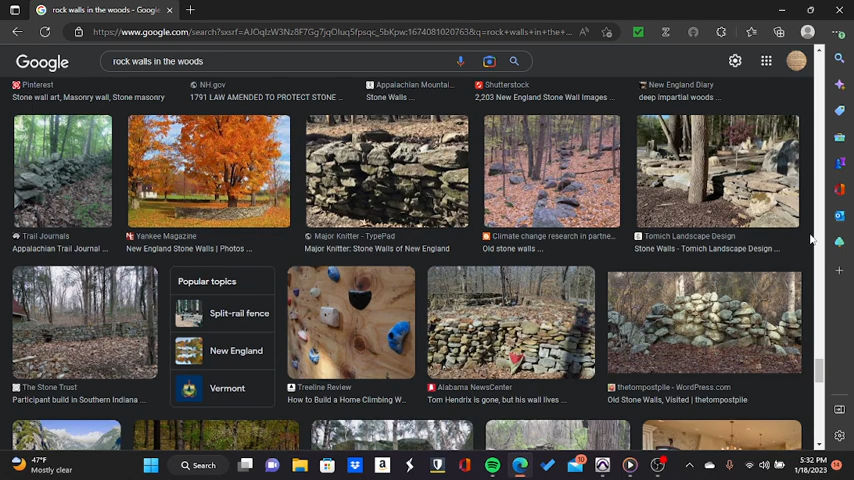 rock walls in the woods - Google
https://www.google.com/search?sxsrf=AJOqlzW3Nz8F7Gg7jqOluq5fpsqc_5bKpw:1674081020763&q=rock+walls+in+the+...
Google
rock walls in the woods
Pinterest
NH.gov
Appalachian Mountai...
Shutterstock
New England Diary
Stone wall art, Masonry wall, Stone masonry
1791 LAW AMENDED TO PROTECT STONE ...
Stone Walls ...
2,203 New England Stone Wall Images ...
deep Impartial woods ...
Trail Journals
Yankee Magazine
Major Knitter - TypePad
Climate change research in partne...
Tomich Landscape Design
Appalachian Trail Journal ...
New England Stone Walls | Photos ...
Major Knitter: Stone Walls of New England
Old stone walls ...
Stone Walls - Tomich Landscape Design ...
Popular topics
Split-rail fence
New England
Vermont
The Stone Trust
Treeline Review
Alabama NewsCenter
thetompostpile - WordPress.com
Participant build in Southern Indiana ...
How to Build a Home Climbing W...
Tom Hendrix is gone, but his wall lives ...
Old Stone Walls, Visited | thetompostpile
47°F
Mostly clear
Search
10
5:32 PM
1/18/2023
14